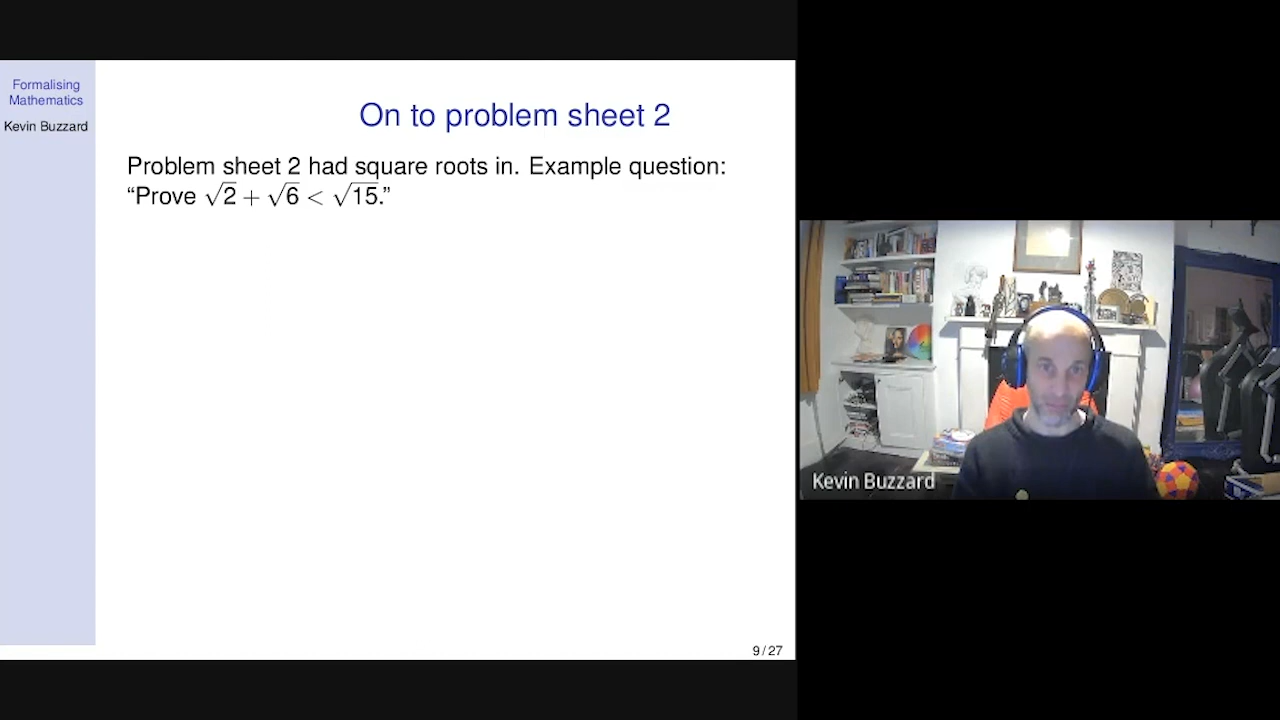 Formalising
Mathematics
Kevin Buzzard
On to problem sheet 2
Problem sheet 2 had square roots in. Example question:
“Prove √2 + √6 < √15.”
9 / 27
Kevin Buzzard